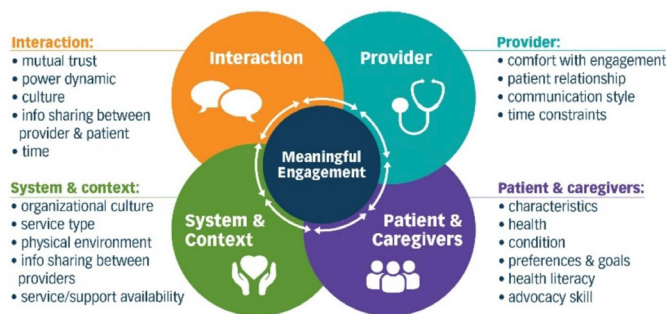 Interaction:
• mutual trust
• power dynamic
• culture
• info sharing between
provider & patient
• time
System & context:
• organizational culture
• service type
• physical environment
• info sharing between
providers
• service/support availability
Interaction
Provider
Meaningful
Engagement
System &
Context
Patient &
Caregivers
Provider:
• comfort with engagement
• patient relationship
• communication style
• time constraints
Patient & caregivers:
• characteristics
• health
• condition
• preferences & goals
• health literacy
• advocacy skill